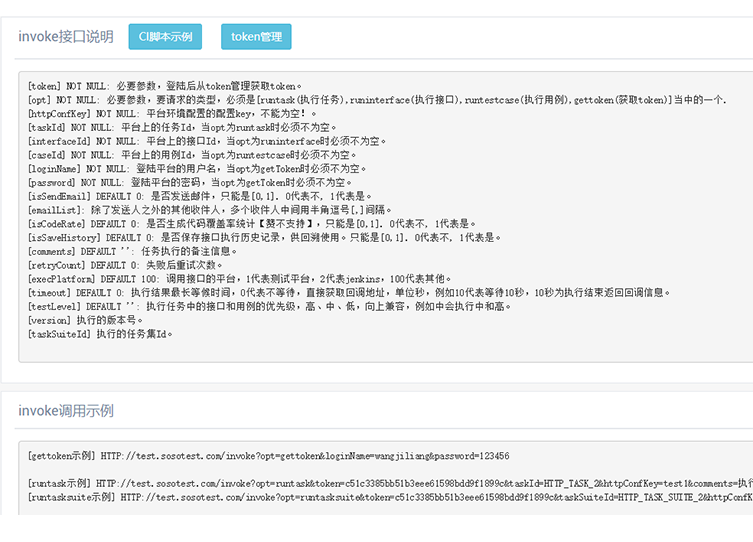 invoke接口说明 CI脚本示例 token管理
[token] NOT NULL: 必要参数，登陆后从token管理获取token。
[opt] NOT NULL: 必要参数，要请求的类型，必须是[runtask(执行任务),runinterface(执行接口),runtestcase(执行用例),gettoken(获取token)]当中的一个.
[httpConfKey] NOT NULL: 平台环境配置的配置key，不能为空！。
[taskId] NOT NULL: 平台上的任务Id，当opt为runtask时必须不为空。
[interfaceId] NOT NULL: 平台上的接口Id，当opt为runinterface时必须不为空。
[caseId] NOT NULL: 平台上的用例Id，当opt为runtestcase时必须不为空。
[loginName] NOT NULL: 登陆平台的用户名，当opt为getToken时必须不为空。
[password] NOT NULL: 登陆平台的密码，当opt为getToken时必须不为空。
[isSendEmail] DEFAULT 0: 是否发送邮件，只能是[0,1]. 0代表不, 1代表是。
[emailList]: 除了发送人之外的其他收件人，多个收件人中间用半角逗号[,]间隔。
[isCodeRate] DEFAULT 0: 是否生成代码覆盖率统计【暂不支持】，只能是[0,1]. 0代表不, 1代表是。
[isSaveHistory] DEFAULT 0: 是否保存接口执行历史记录，供回溯使用。只能是[0,1]. 0代表不, 1代表是。
[comments] DEFAULT '': 任务执行的备注信息。
[retryCount] DEFAULT 0: 失败后重试次数。
[execPlatform] DEFAULT 100: 调用接口的平台，1代表测试平台，2代表jenkins，100代表其他。
[timeout] DEFAULT 0: 执行结果最长等候时间，0代表不等待，直接获取回调地址，单位秒，例如10代表等待10秒，10秒为执行结束返回回调信息。
[testLevel] DEFAULT '': 执行任务中的接口和用例的优先级，高、中、低，向上兼容，例如中会执行中和高。
[version] 执行的版本号。
[taskSuiteId] 执行的任务集Id。
invoke调用示例
[gettoken示例] HTTP://test.sosotest.com/invoke?opt=gettoken&loginName=wangjiliang&password=123456
[runtask示例] HTTP://test.sosotest.com/invoke?opt=runtask&token=c51c3385bb51b3eee61598bdd9f1899c&taskId=HTTP_TASK_2&httpConfKey=test1&comments=执行
[runtasksuite示例] HTTP://test.sosotest.com/invoke?opt=runtasksuite&token=c51c3385bb51b3eee61598bdd9f1899c&taskSuiteId=HTTP_TASK_SUITE_2&httpConfK